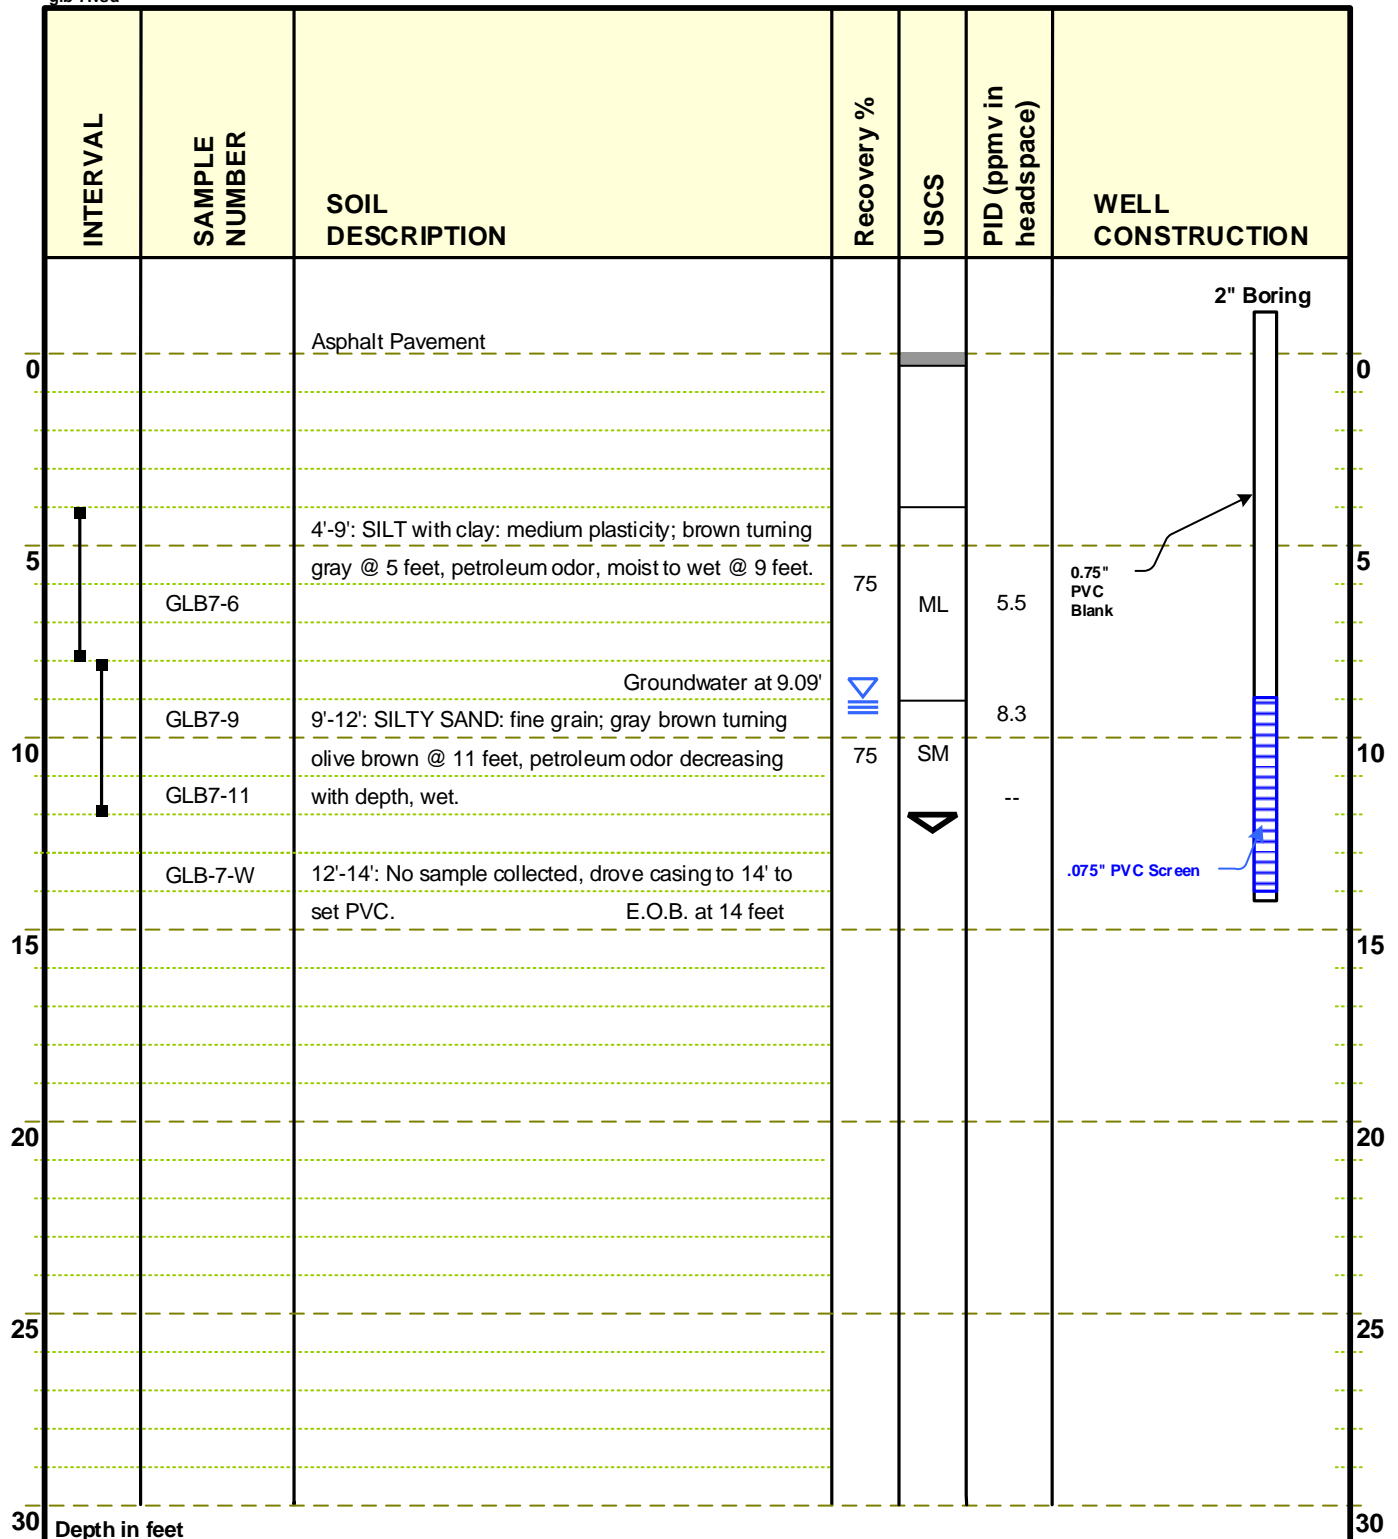 INTERVAL
SAMPLE
NUMBER
SOIL
DESCRIPTION
Recovery %
USCS
PID (ppmv in
headspace)
WELL
CONSTRUCTION
2" Boring
Asphalt Pavement
0
0
4'-9': SILT with clay: medium plasticity; brown turning
5
gray @ 5 feet, petroleum odor, moist to wet @ 9 feet.
75
0.75"
PVC
Blank
5
GLB7-6
ML
5.5
Groundwater at 9.09'
GLB7-9
9'-12': SILTY SAND: fine grain; gray brown turning
8.3
10
olive brown @ 11 feet, petroleum odor decreasing
75
SM
10
GLB7-11
with depth, wet.
--
GLB-7-W
12'-14': No sample collected, drove casing to 14' to
.075" PVC Screen
set PVC.
E.O.B. at 14 feet
15
15
20
20
25
25
30
Depth in feet
30